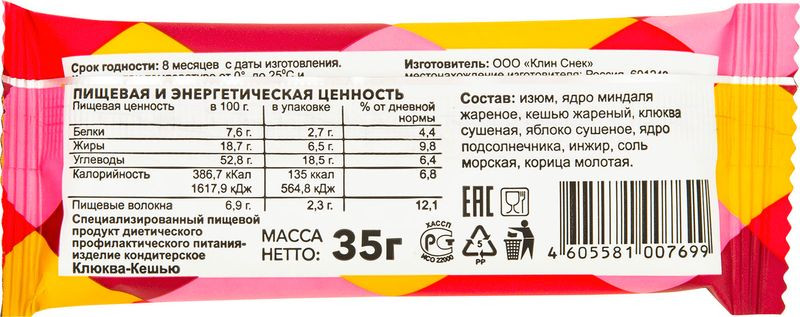 Срок годности: 8 месяцев с даты изготовления.
Изготовитель: ООО «Клин Снек»
ПИЩЕВАЯ И ЭНЕРГЕТИЧЕСКАЯ ЦЕННОСТЬ
Пищевая ценность в 100 г. в упаковке % от дневной нормы
Белки 7,6 г. 2,7 г. 4,4
Жиры 18,7 г. 6,5 г. 9,8
Углеводы 52,8 г. 18,5 г. 6,4
Калорийность 386,7 кКал 135 ккал 6,8
1617,9 кДж 564,8 кДж
Пищевые волокна 6,9 г. 2,3 г. 12,1
Специализированный пищевой
продукт диетического
профилактического питания-
изделие кондитерское
Клюква-Кешью
МАССА
НЕТТО: 35г
Состав: изюм, ядро миндаля
жареное, кешью жареный, клюква
сушеная, яблоко сушеное, ядро
подсолнечника, инжир, соль
морская, корица молотая.
ЕАС
ХАССП
РС
ИСО 22000
5
PP
4 605581 007699